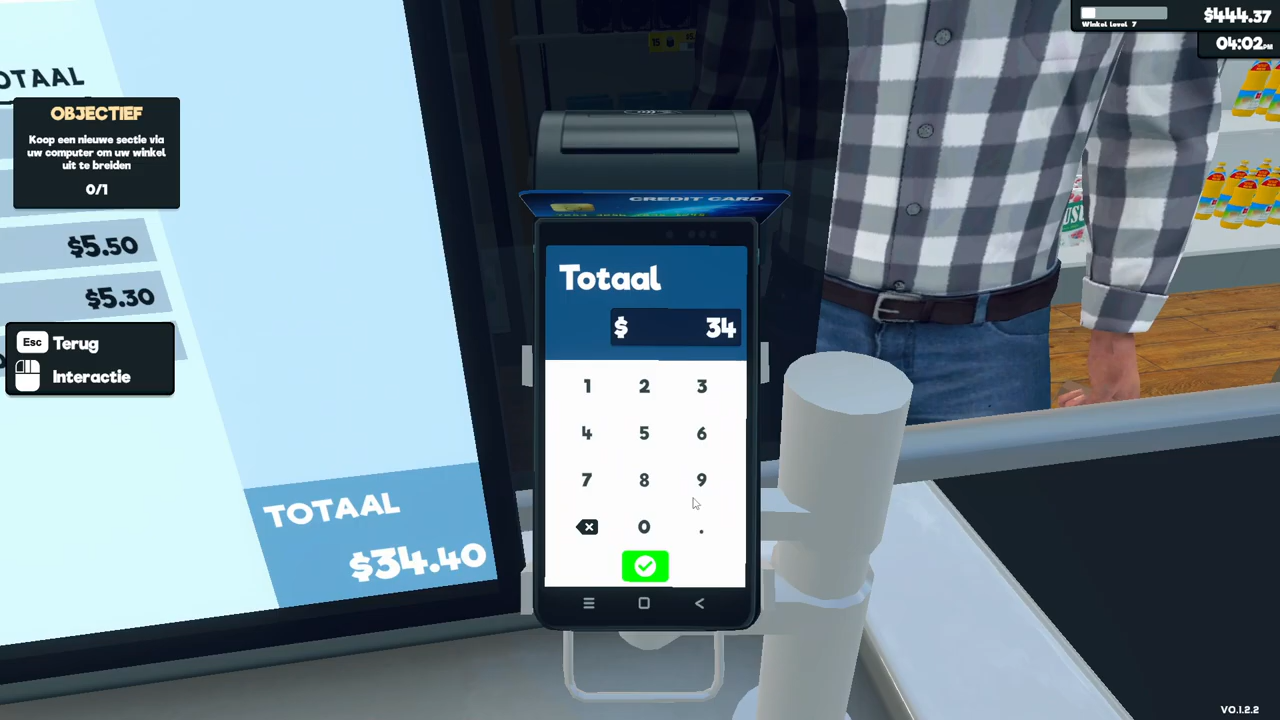 OTAAL
OBJECTIEF
Koop een nieuwe sectie via
uw computer om uw winkel
uit te breiden
0/1
$5.50
$5.30
Esc Terug
Interactie
TOTAAL
$34.40
CREDIT CARD
Totaal
$ 34
1 2 3
4 5 6
7 8 9
0 .
$444.37
Winkel level 7
04:02PM
V0.1.2.2